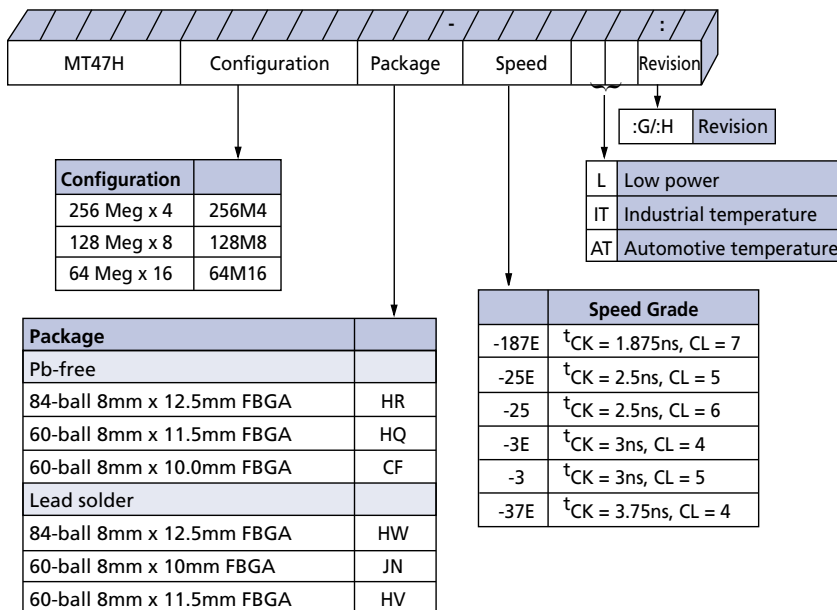 - :
MT47H Configuration Package Speed Revision
:G/:H Revision
L Low power
IT Industrial temperature
AT Automotive temperature
Configuration
256 Meg x 4 256M4
128 Meg x 8 128M8
64 Meg x 16 64M16
Package
Pb-free
84-ball 8mm x 12.5mm FBGA HR
60-ball 8mm x 11.5mm FBGA HQ
60-ball 8mm x 10.0mm FBGA CF
Lead solder
84-ball 8mm x 12.5mm FBGA HW
60-ball 8mm x 10mm FBGA JN
60-ball 8mm x 11.5mm FBGA HV
Speed Grade
-187E tCK = 1.875ns, CL = 7
-25E tCK = 2.5ns, CL = 5
-25 tCK = 2.5ns, CL = 6
-3E tCK = 3ns, CL = 4
-3 tCK = 3ns, CL = 5
-37E tCK = 3.75ns, CL = 4